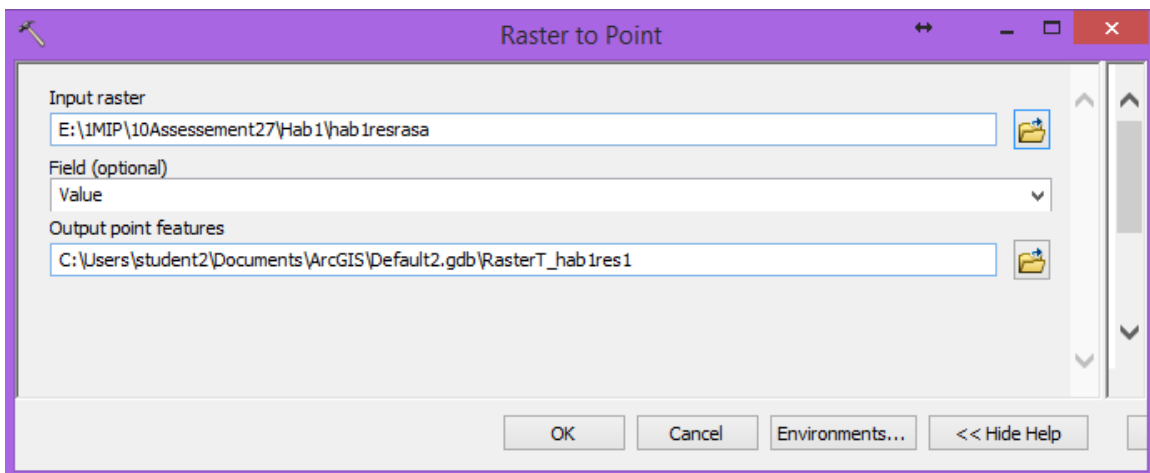 Raster to Point
Input raster
E:\1MIP\10Assessement27\Hab1\hab1resrasa
Field (optional)
Value
Output point features
C:\Users\student2\Documents\ArcGIS\Default2.gdb\RasterT_hab1res1
OK Cancel Environments... << Hide Help